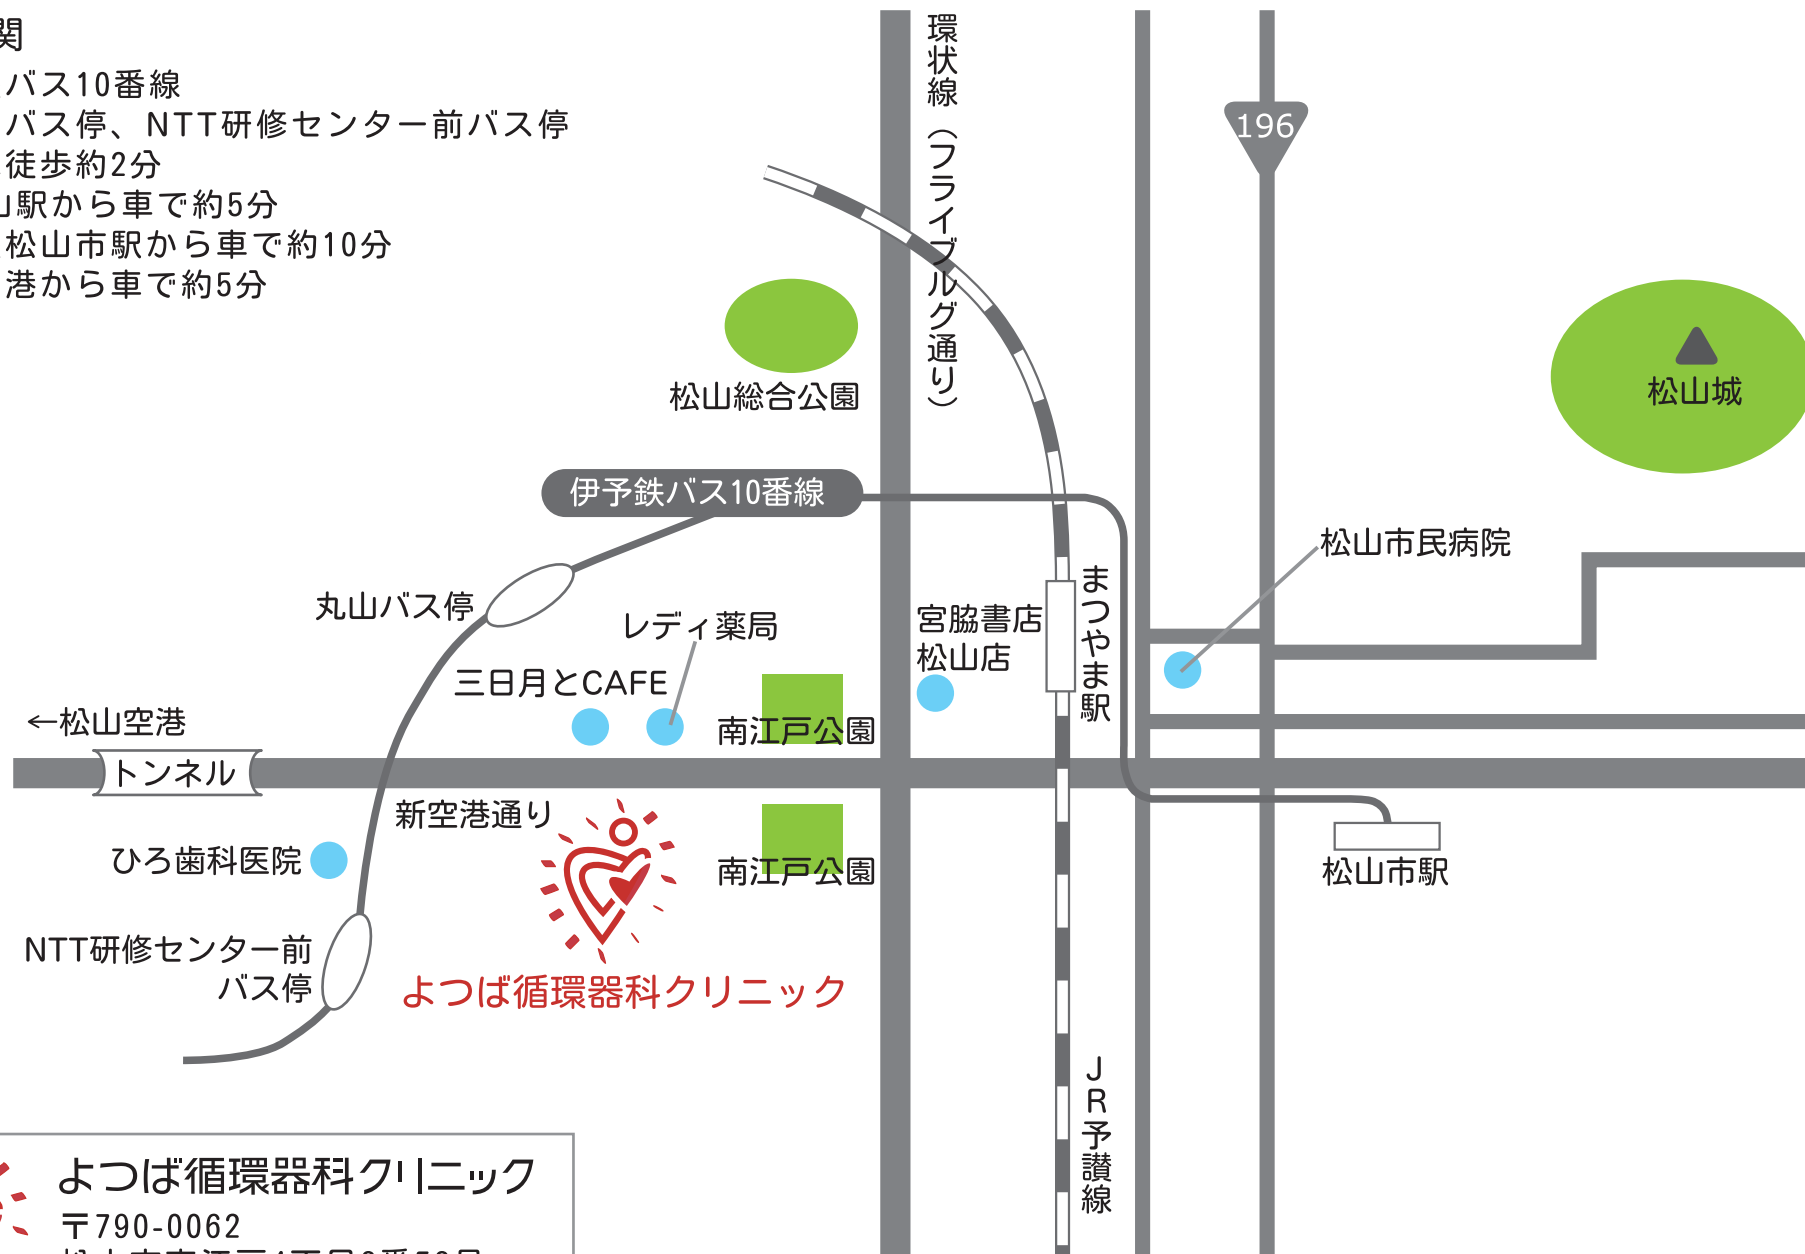 関
バス10番線
バス停、NTT研修センター前バス停
徒歩約2分
山駅から車で約5分
松山市駅から車で約10分
港から車で約5分
環状線（フライブルグ通り）
196
松山総合公園
松山城
伊予鉄バス10番線
松山市民病院
丸山バス停
レディ薬局
宮脇書店
松山店
まつやま駅
三日月とCAFE
←松山空港
南江戸公園
トンネル
新空港通り
ひろ歯科医院
南江戸公園
松山市駅
NTT研修センター前
バス停
よつば循環器科クリニック
JR予讃線
よつば循環器科クリニック
〒790-0062